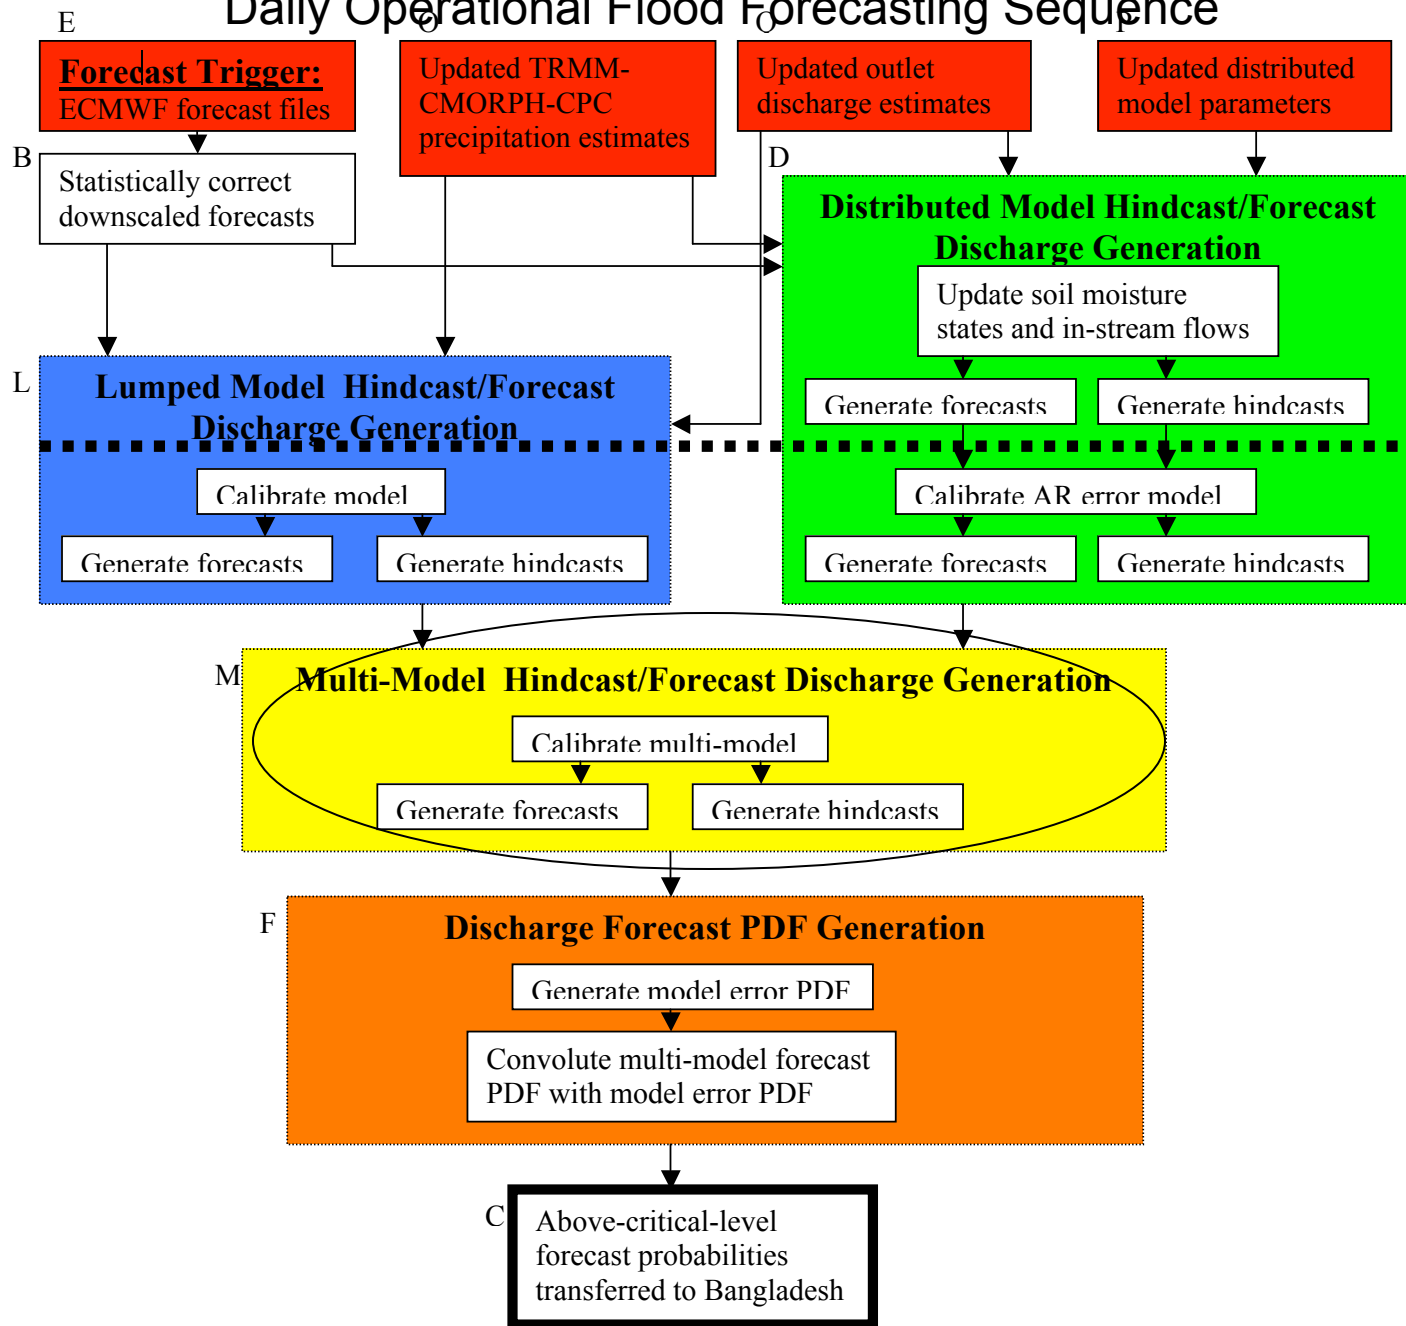 Daily Operational Flood Forecasting Sequence
E
O
O
P
Forecast Trigger:
ECMWF forecast files
Updated TRMM-
CMORPH-CPC
precipitation estimates
Updated outlet
discharge estimates
Updated distributed
model parameters
B
Statistically correct
downscaled forecasts
D
Distributed Model Hindcast/Forecast
Discharge Generation
Update soil moisture
states and in-stream flows
Generate forecasts
Generate hindcasts
Calibrate AR error model
Generate forecasts
Generate hindcasts
L
Lumped Model Hindcast/Forecast
Discharge Generation
Calibrate model
Generate forecasts
Generate hindcasts
M
Multi-Model Hindcast/Forecast Discharge Generation
Calibrate multi-model
Generate forecasts
Generate hindcasts
F
Discharge Forecast PDF Generation
Generate model error PDF
Convolute multi-model forecast
PDF with model error PDF
C
Above-critical-level
forecast probabilities
transferred to Bangladesh